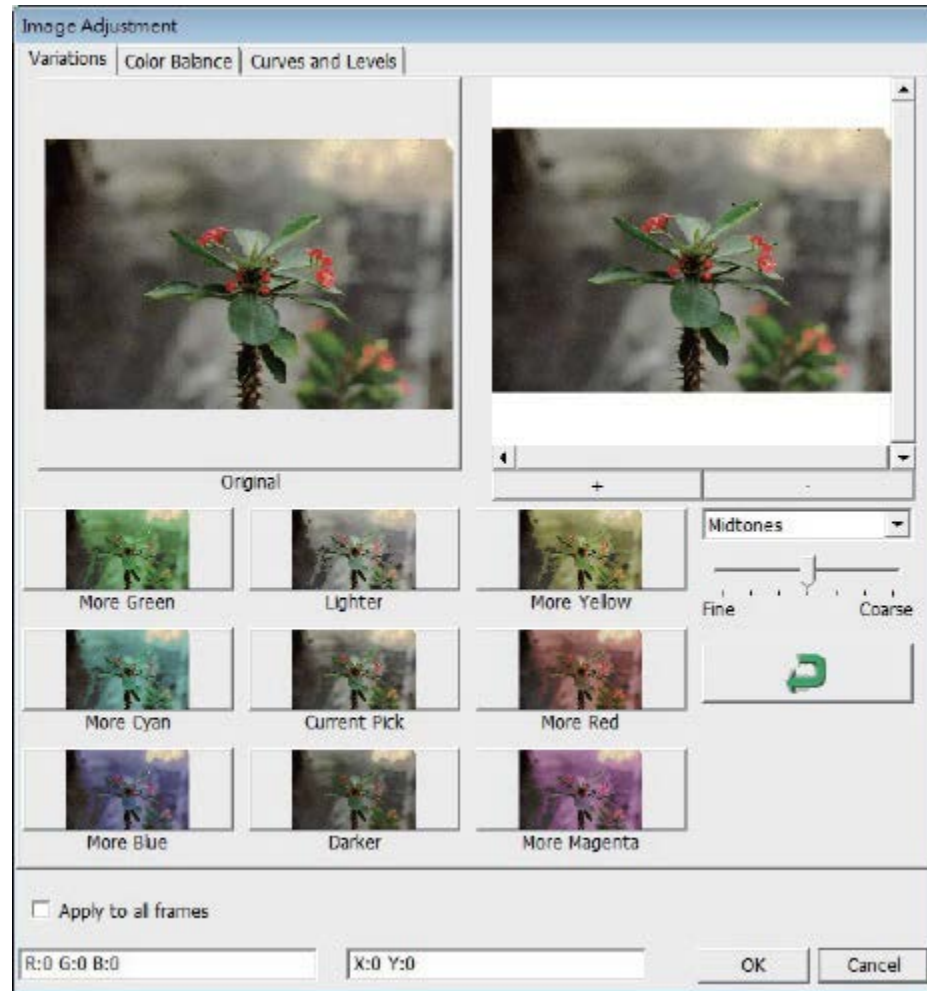 Image Adjustment
Variations
Color Balance
Curves and Levels
Original
+
-
More Green
Lighter
More Yellow
Midtones
Fine
Coarse
More Cyan
Current Pick
More Red
More Blue
Darker
More Magenta
Apply to all frames
R:0 G:0 B:0
X:0 Y:0
OK
Cancel